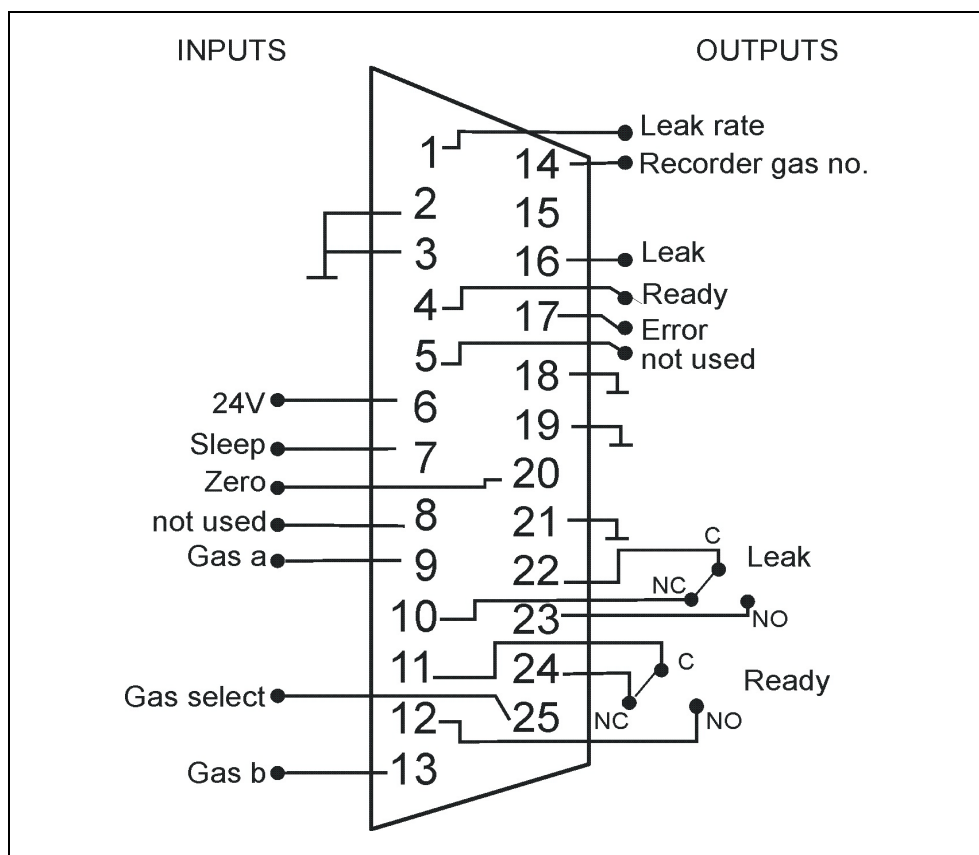 INPUTS
OUTPUTS
1
Leak rate
14
Recorder gas no.
2
15
3
16
Leak
4
Ready
17
Error
5
not used
18
24V
6
19
Sleep
7
Zero
20
not used
8
21
Gas a
9
22
C
Leak
NC
10
23
NO
11
24
C
Ready
NC
NO
Gas select
12
25
Gas b
13